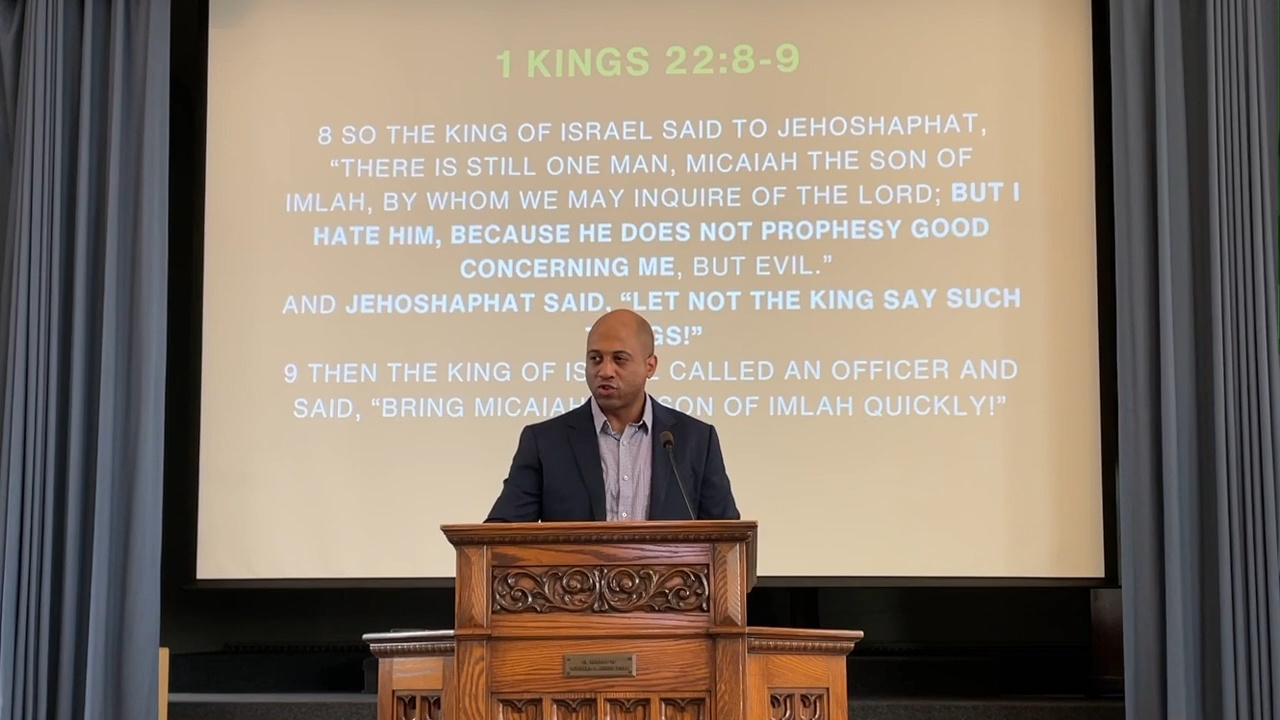 1 KINGS 22:8-9
8 SO THE KING OF ISRAEL SAID TO JEHOSHAPHAT,
“THERE IS STILL ONE MAN, MICAIAH THE SON OF
IMLAH, BY WHOM WE MAY INQUIRE OF THE LORD; BUT I
HATE HIM, BECAUSE HE DOES NOT PROPHESY GOOD
CONCERNING ME, BUT EVIL.”
AND JEHOSHAPHAT SAID, “LET NOT THE KING SAY SUCH
GS!”
9 THEN THE KING OF IS CALLED AN OFFICER AND
SAID, “BRING MICAIAH SON OF IMLAH QUICKLY!”